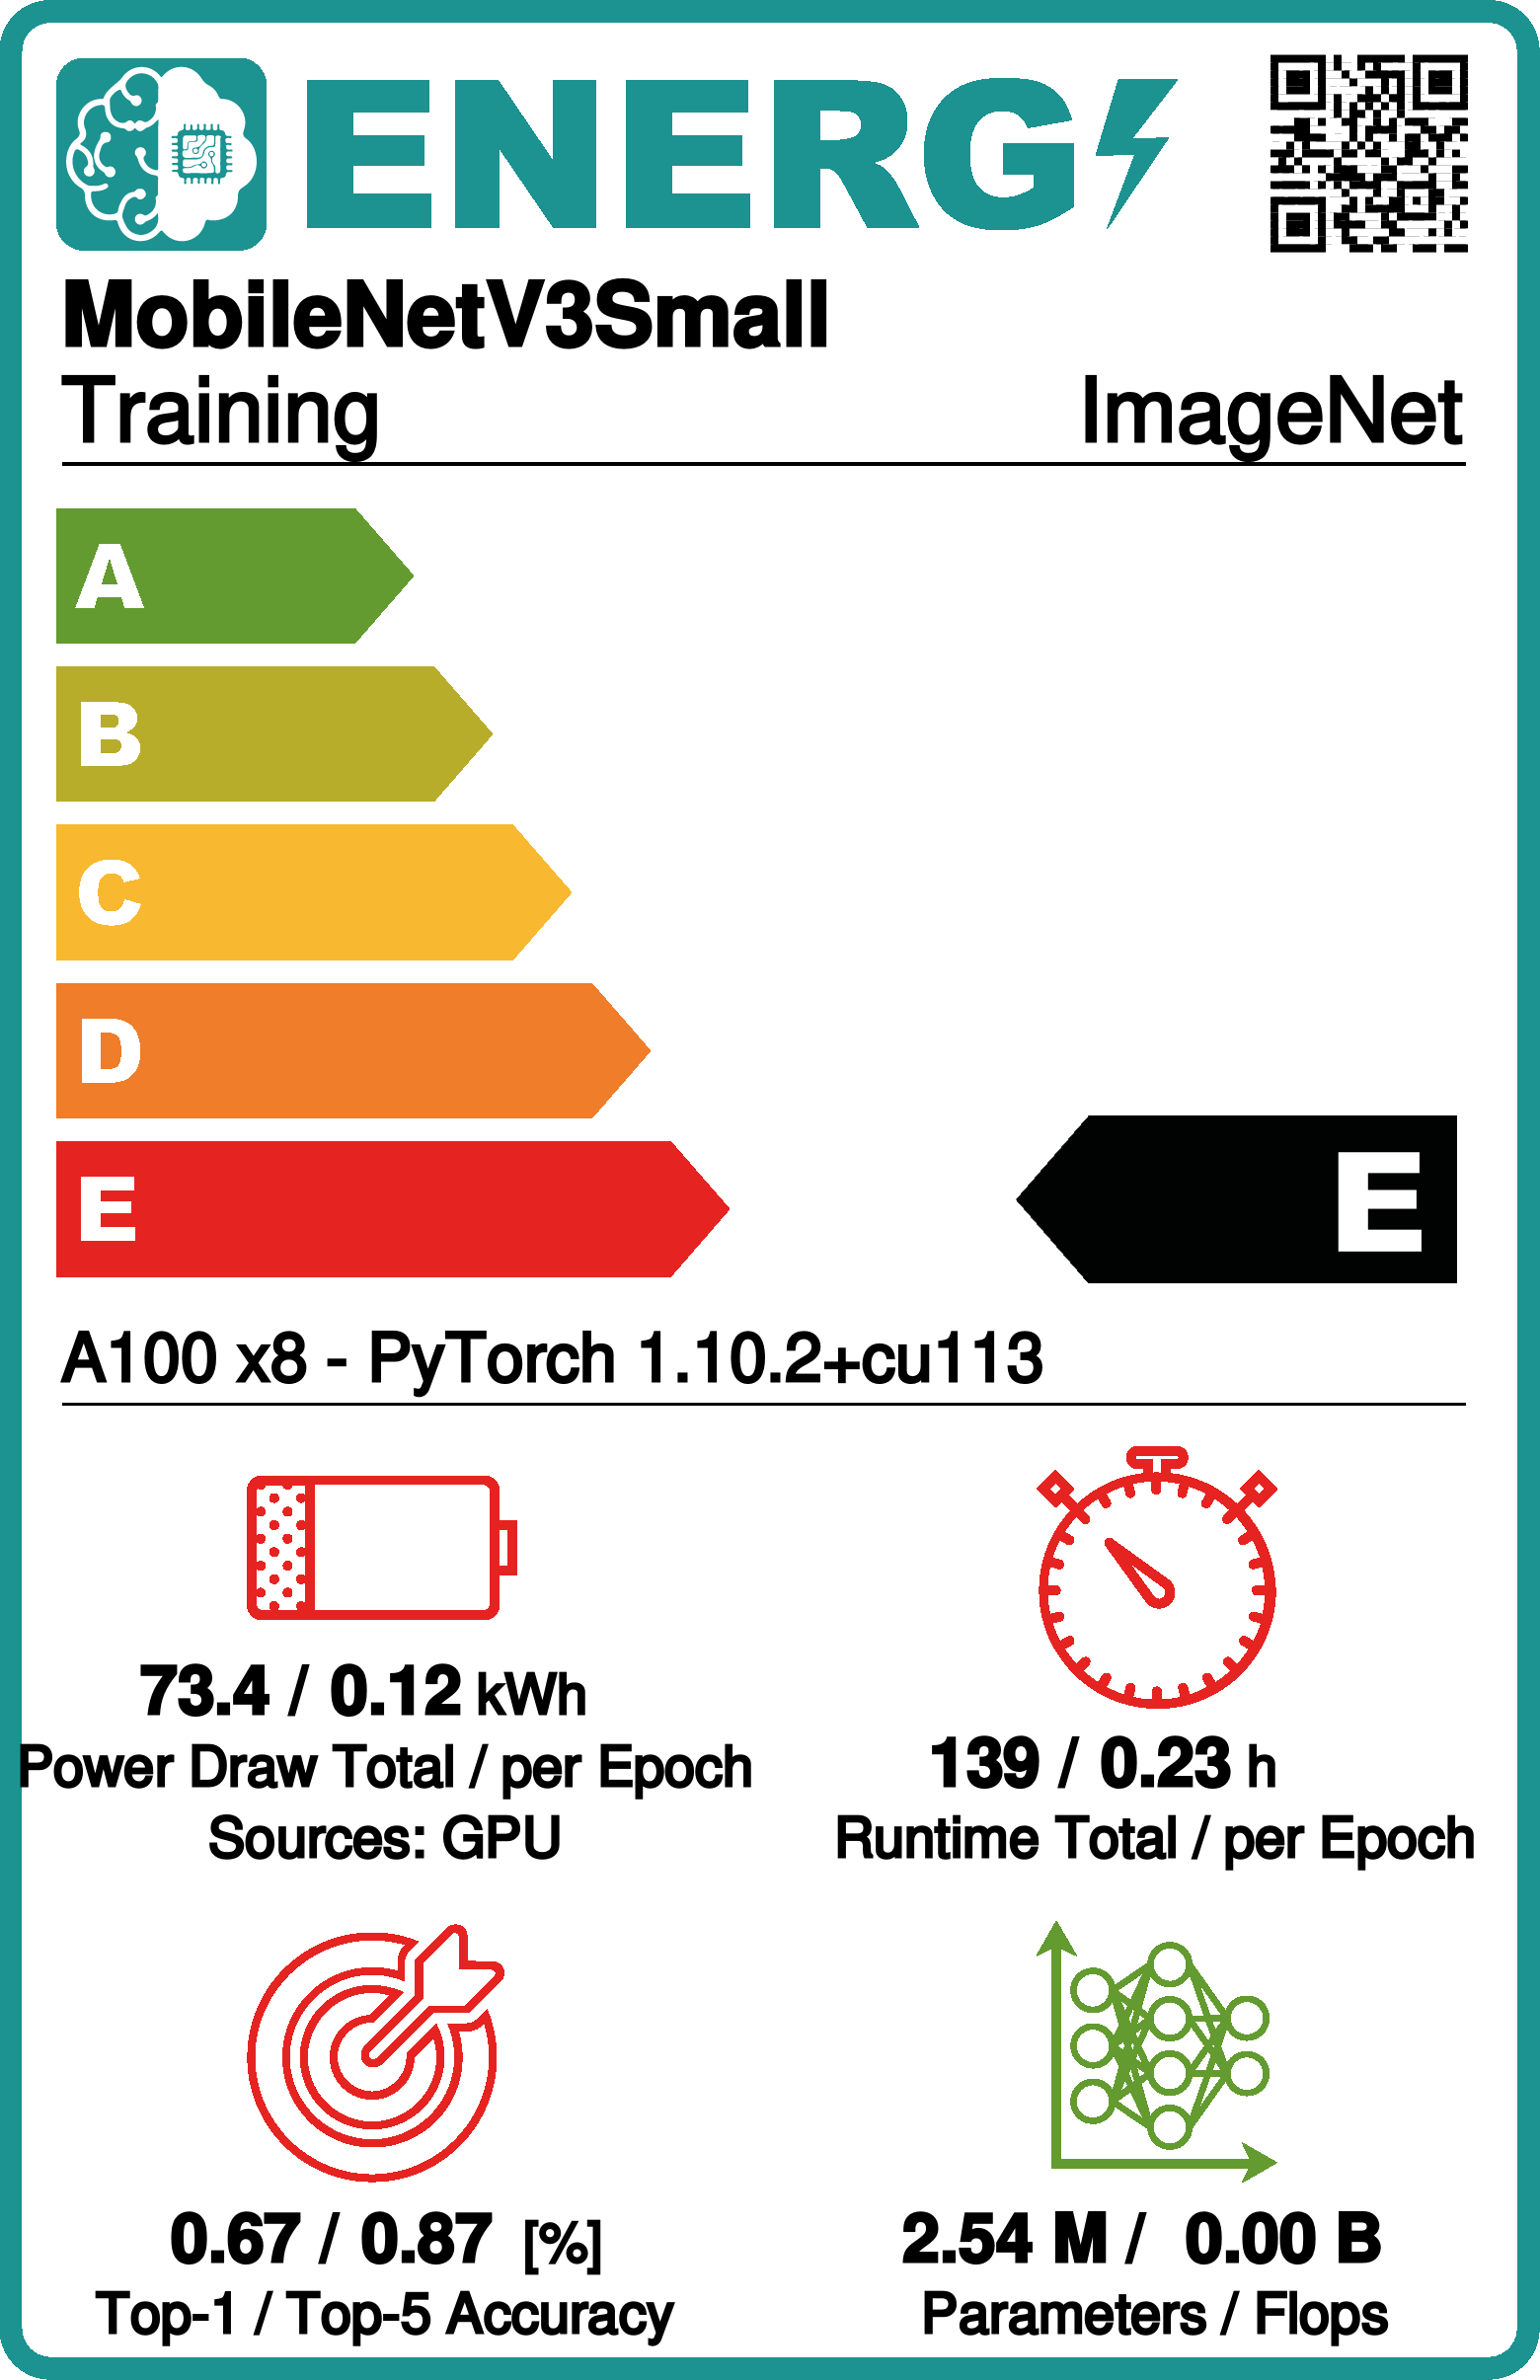 ENERG
MobileNetV3Small
Training ImageNet
A
B
C
D
E
E
A100 x8 - PyTorch 1.10.2+cu113
73.4 / 0.12 kWh
Power Draw Total / per Epoch
Sources: GPU
139 / 0.23 h
Runtime Total / per Epoch
0.67 / 0.87 [%]
Top-1 / Top-5 Accuracy
2.54 M / 0.00 B
Parameters / Flops